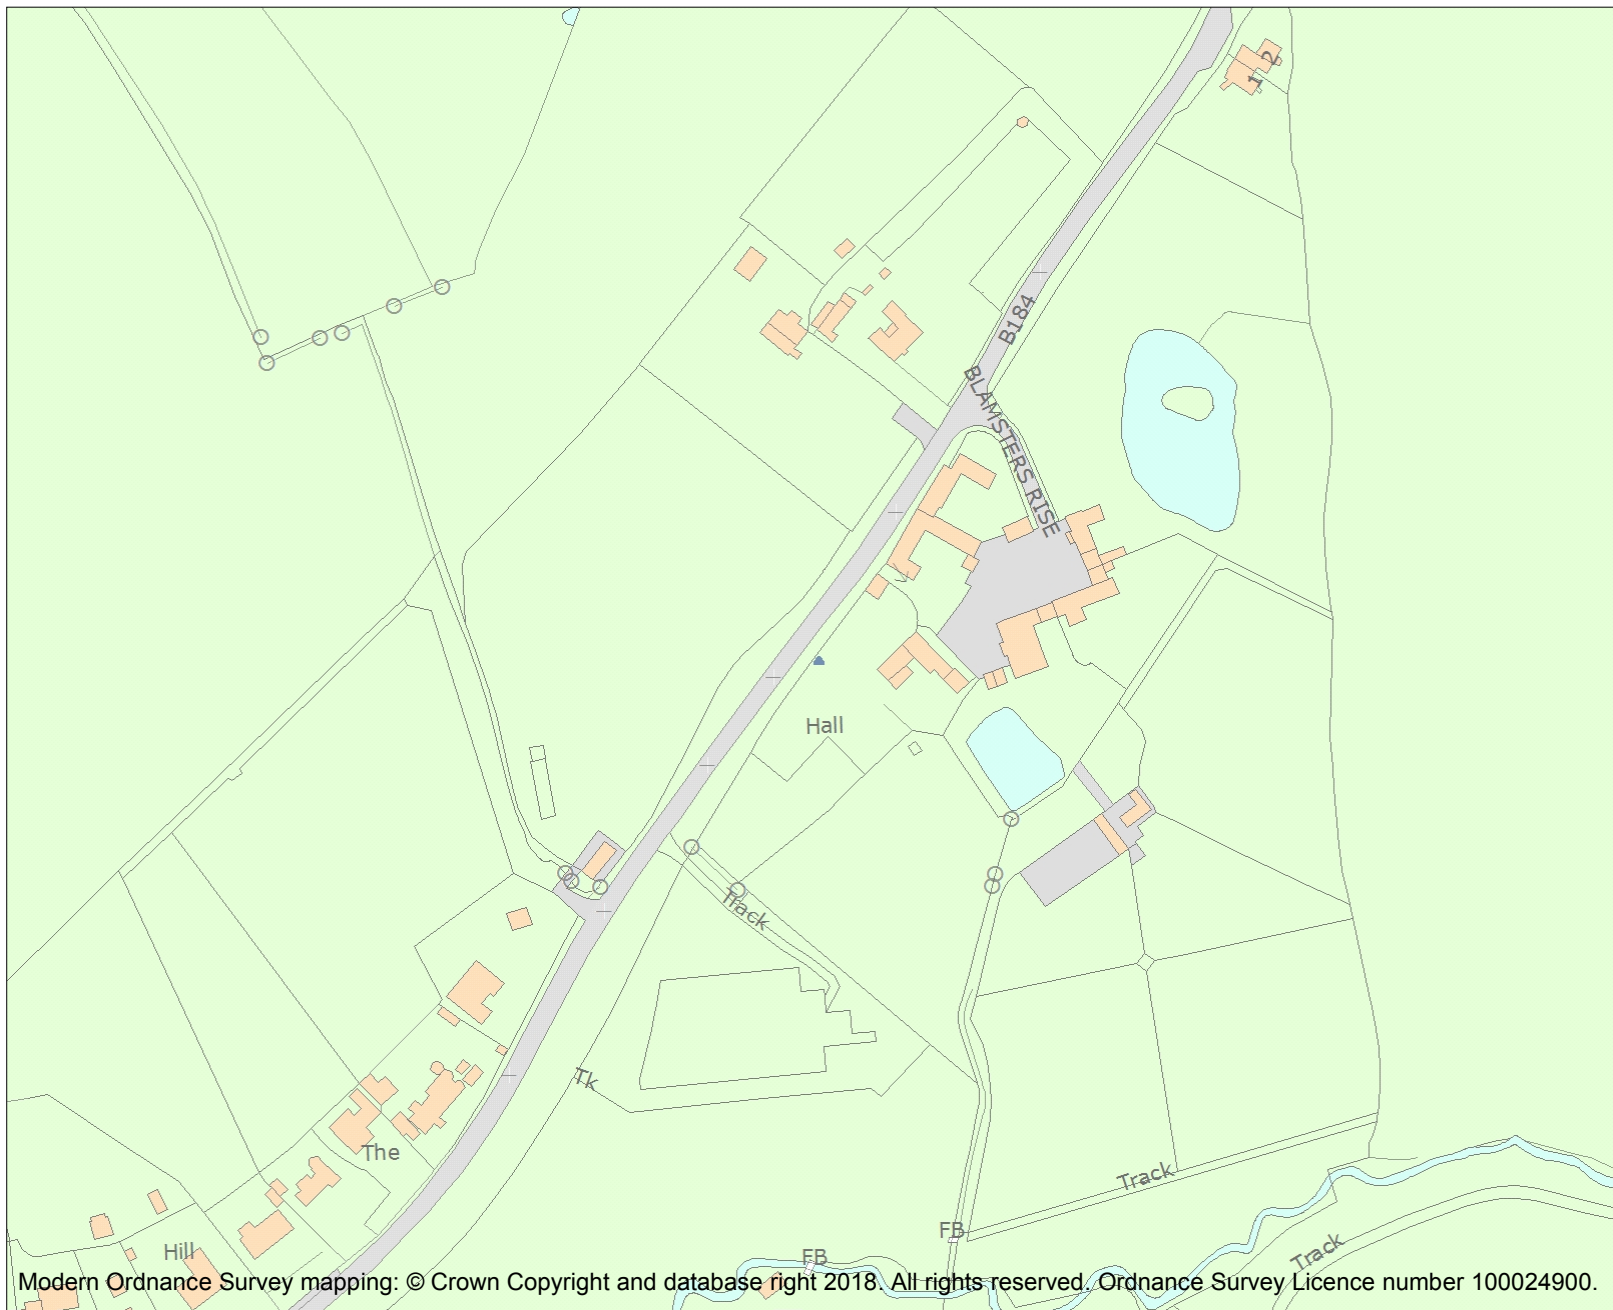 1 2
B184
BLAMSTERS RISE
Hall
Track
Tk
The
Track
FB
Hill
FB
Track
Modern Ordnance Survey mapping: © Crown Copyright and database right 2018. All rights reserved. Ordnance Survey Licence number 100024900.